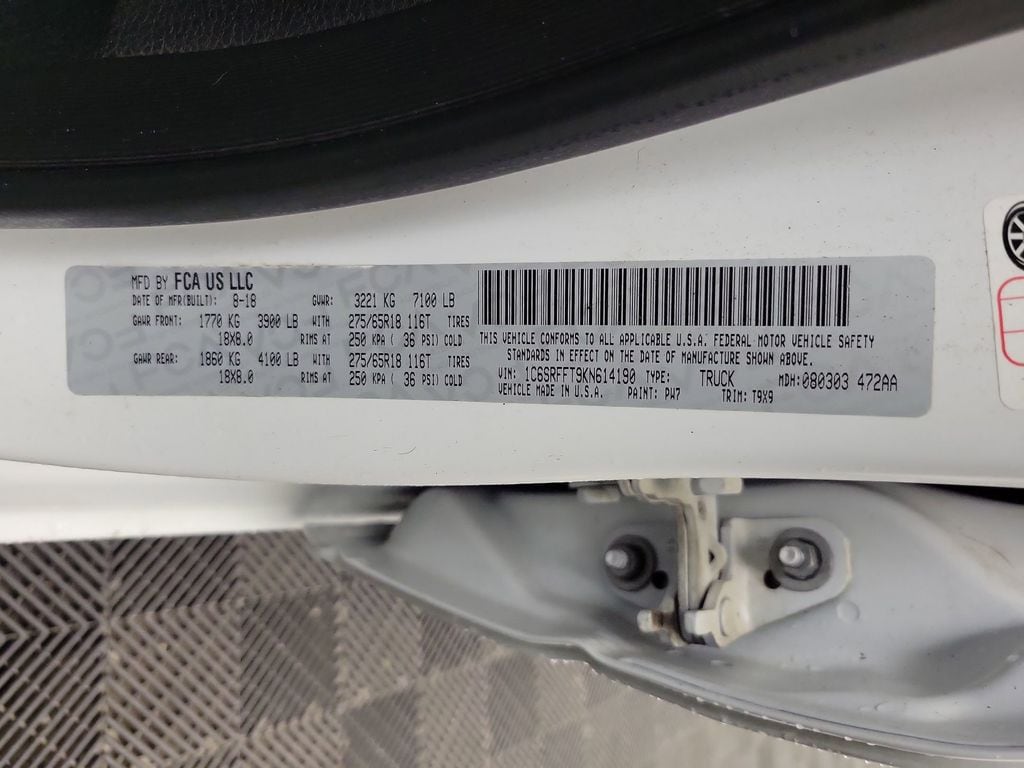 MFD BY FCA US LLC
DATE OF MFR(BUILT): 8-18 GVWR: 3221 KG 7100 LB
GAWR FRONT: 1770 KG 3900 LB WITH 275/65R18 116T TIRES
18X8.0 RIMS AT 250 KPA ( 36 PSI) COLD
GAWR REAR: 1860 KG 4100 LB WITH 275/65R18 116T TIRES
18X8.0 RIMS AT 250 KPA ( 36 PSI) COLD
THIS VEHICLE CONFORMS TO ALL APPLICABLE U.S.A. FEDERAL MOTOR VEHICLE SAFETY
STANDARDS IN EFFECT ON THE DATE OF MANUFACTURE SHOWN ABOVE.
VIN: 1C6SRFFT9KN614190 TYPE: TRUCK MDH:080303 472AA
VEHICLE MADE IN U.S.A. PAINT: PW7 TRIM: T9X9